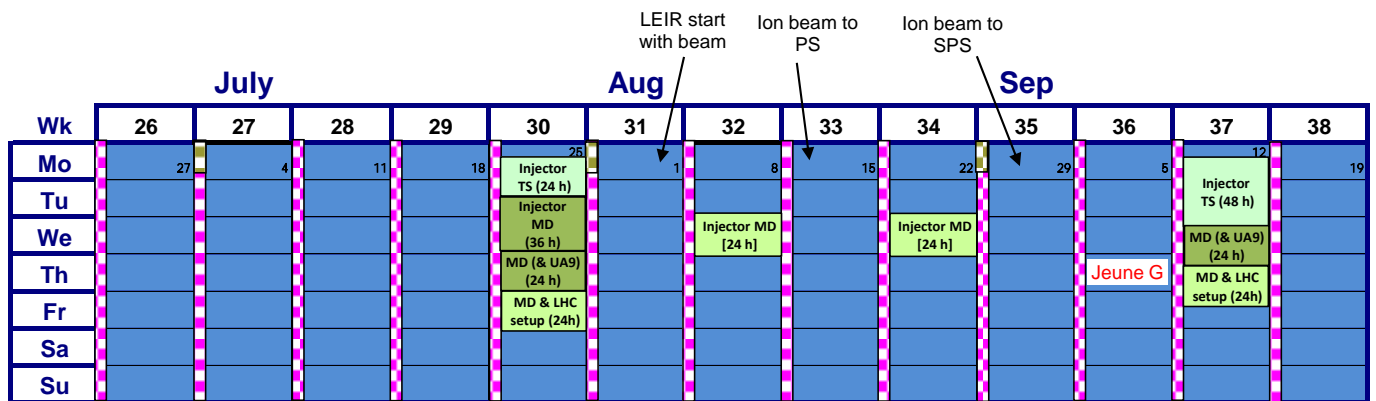 LEIR start
with beam
Ion beam to
PS
Ion beam to
SPS
July Aug Sep
Wk 26 27 28 29 30 31 32 33 34 35 36 37 38
Mo 27 4 11 18 25 1 8 15 22 29 5 12 19
Injector
TS (24 h)
Injector
TS (48 h)
Tu
Injector
MD
(36 h)
We
Injector MD
[24 h]
Injector MD
[24 h]
MD (& UA9)
(24 h)
Th
MD (& UA9)
(24 h)
Jeune G
MD & LHC
setup (24h)
Fr
MD & LHC
setup (24h)
Sa
Su